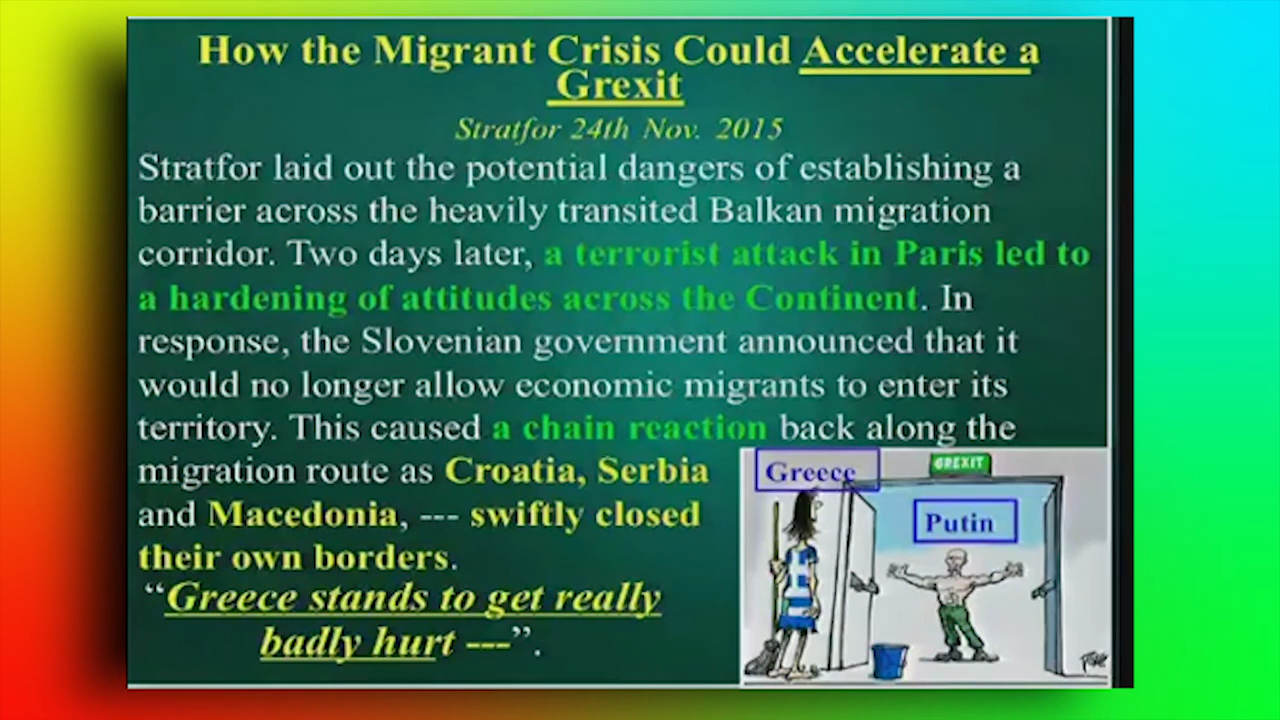 How the Migrant Crisis Could Accelerate a
Grexit
Stratfor 24th Nov. 2015
Stratfor laid out the potential dangers of establishing a
barrier across the heavily transited Balkan migration
corridor. Two days later, a terrorist attack in Paris led to
a hardening of attitudes across the Continent. In
response, the Slovenian government announced that it
would no longer allow economic migrants to enter its
territory. This caused a chain reaction back along the
migration route as Croatia, Serbia
and Macedonia, --- swiftly closed
their own borders.
“Greece stands to get really
badly hurt ---”.
Greece
GREXIT
Putin